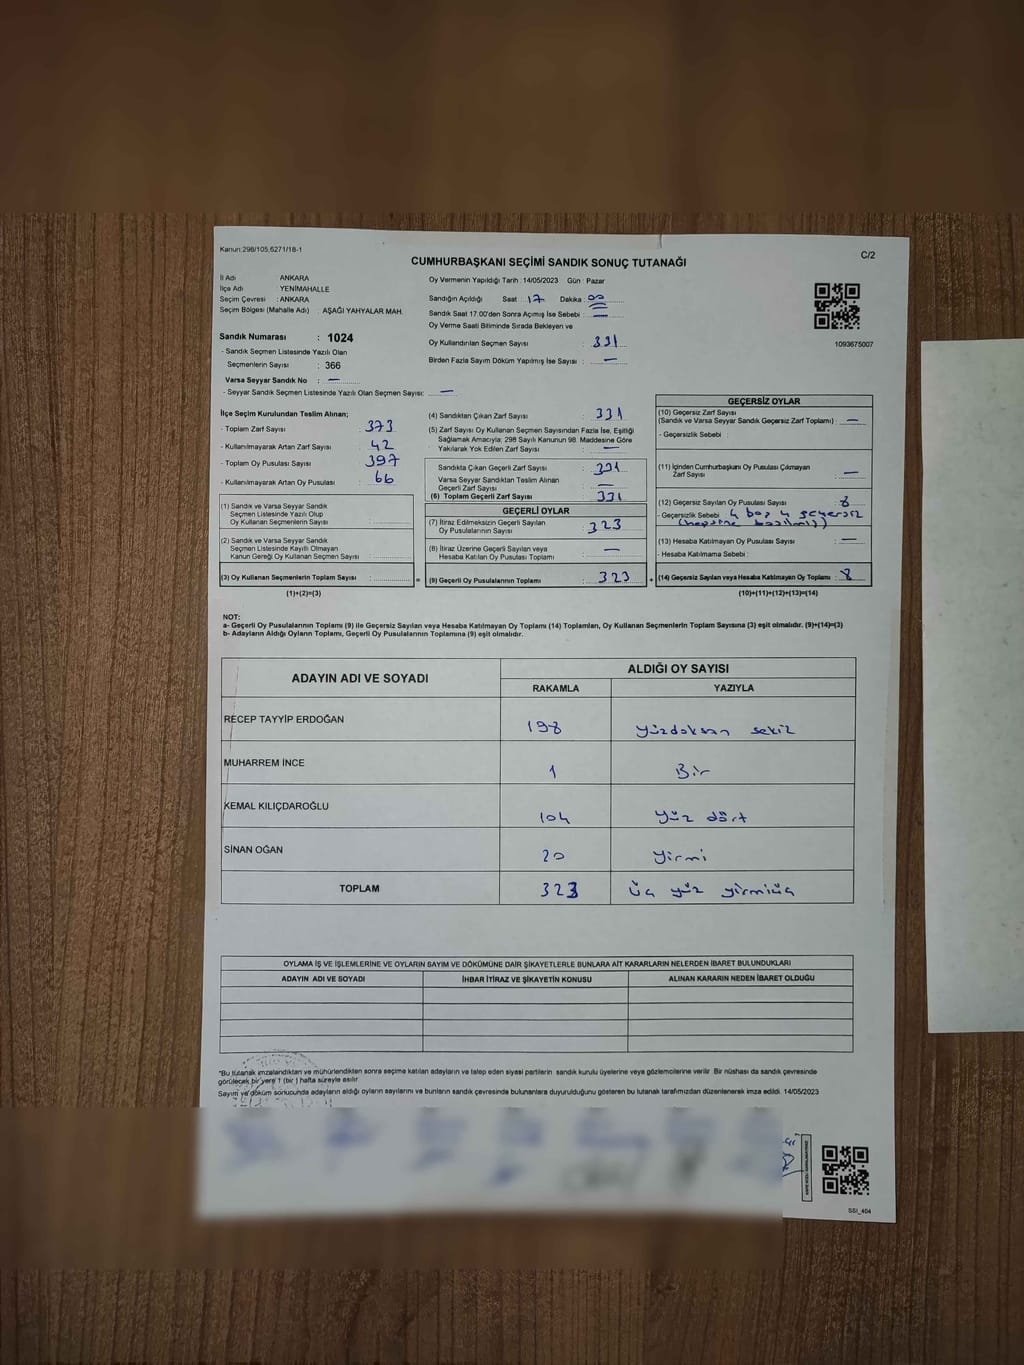 Kanun:298/105,6271/18-1
C/2
CUMHURBAŞKANI SEÇİMİ SANDIK SONUÇ TUTANAĞI
İl Adı ANKARA
İlçe Adı YENİMAHALLE
Seçim Çevresi : ANKARA
Seçim Bölgesi (Mahalle Adı) : AŞAĞI YAHYALAR MAH.
Sandık Numarası : 1024
- Sandık Seçmen Listesinde Yazılı Olan
Seçmenlerin Sayısı : 366
Varsa Seyyar Sandık No : —
- Seyyar Sandık Seçmen Listesinde Yazılı Olan Seçmen Sayısı: —
Oy Vermenin Yapıldığı Tarih : 14/05/2023 Gün : Pazar
Sandığın Açıldığı Saat : 17 Dakika : 00
Sandık Saat 17.00'den Sonra Açımış İse Sebebi : —
Oy Verme Saati Bitiminde Sırada Bekleyen ve
Oy Kullandırılan Seçmen Sayısı : 331
Birden Fazla Sayım Döküm Yapılmış İse Sayısı : —
1093675007
İlçe Seçim Kurulundan Teslim Alınan;
- Toplam Zarf Sayısı : 373
- Kullanılmayarak Artan Zarf Sayısı : 42
- Toplam Oy Pusulası Sayısı : 397
- Kullanılmayarak Artan Oy Pusulası : 66
(1) Sandık ve Varsa Seyyar Sandık
Seçmen Listesinde Yazılı Olup
Oy Kullanan Seçmenlerin Sayısı :
(2) Sandık ve Varsa Seyyar Sandık
Seçmen Listesinde Kayıtlı Olmayan
Kanun Gereği Oy Kullanan Seçmen Sayısı :
(3) Oy Kullanan Seçmenlerin Toplam Sayısı : =
(1)+(2)=(3)
(4) Sandıktan Çıkan Zarf Sayısı : 331
(5) Zarf Sayısı Oy Kullanan Seçmen Sayısından Fazla İse, Eşitliği
Sağlamak Amacıyla; 298 Sayılı Kanunun 98. Maddesine Göre
Yakılarak Yok Edilen Zarf Sayısı : —
Sandıkta Çıkan Geçerli Zarf Sayısı : 331
Varsa Seyyar Sandıktan Teslim Alınan
Geçerli Zarf Sayısı : —
(6) Toplam Geçerli Zarf Sayısı : 331
GEÇERLİ OYLAR
(7) İtiraz Edilmeksizin Geçerli Sayılan
Oy Pusulalarının Sayısı : 323
(8) İtiraz Üzerine Geçerli Sayılan veya
Hesaba Katılan Oy Pusulası Toplamı : —
(9) Geçerli Oy Pusulalarının Toplamı : 323 +
GEÇERSİZ OYLAR
(10) Geçersiz Zarf Sayısı
(Sandık ve Varsa Seyyar Sandık Geçersiz Zarf Toplamı) : —
- Geçersizlik Sebebi :
(11) İçinden Cumhurbaşkanı Oy Pusulası Çıkmayan
Zarf Sayısı : —
(12) Geçersiz Sayılan Oy Pusulası Sayısı : 8
- Geçersizlik Sebebi : 4 boş 4 geçersiz
(hepsine basılmış)
(13) Hesaba Katılmayan Oy Pusulası Sayısı : —
- Hesaba Katılmama Sebebi :
(14) Geçersiz Sayılan veya Hesaba Katılmayan Oy Toplamı : 8
(10)+(11)+(12)+(13)=(14)
NOT:
a- Geçerli Oy Pusulalarının Toplamı (9) ile Geçersiz Sayılan veya Hesaba Katılmayan Oy Toplamı (14) Toplamları, Oy Kullanan Seçmenlerin Toplam Sayısına (3) eşit olmalıdır. (9)+(14)=(3)
b- Adayların Aldığı Oyların Toplamı, Geçerli Oy Pusulalarının Toplamına (9) eşit olmalıdır.
ADAYIN ADI VE SOYADI ALDIĞI OY SAYISI
RAKAMLA YAZIYLA
RECEP TAYYİP ERDOĞAN 198 yüzdoksan sekiz
MUHARREM İNCE 1 Bir
KEMAL KILIÇDAROĞLU 104 yüz dört
SİNAN OĞAN 20 yirmi
TOPLAM 323 üç yüz yirmiüç
OYLAMA İŞ VE İŞLEMLERİNE VE OYLARIN SAYIM VE DÖKÜMÜNE DAİR ŞİKAYETLERLE BUNLARA AİT KARARLARIN NELERDEN İBARET BULUNDUKLARI
ADAYIN ADI VE SOYADI İHBAR İTİRAZ VE ŞİKAYETİN KONUSU ALINAN KARARIN NEDEN İBARET OLDUĞU
*Bu tutanak imzalandıktan ve mühürlendikten sonra seçime katılan adayların ve talep eden siyasi partilerin sandık kurulu üyelerine veya gözlemcilerine verilir. Bir nüshası da sandık çevresinde
görülecek bir yere 1 (bir) hafta süreyle asılır.
Sayım ve döküm sonucunda adayların aldığı oyların sayılarını ve bunların sandık çevresinde bulunanlara duyurulduğunu gösteren bu tutanak tarafımızdan düzenlenerek imza edildi. 14/05/2023
SSI_404